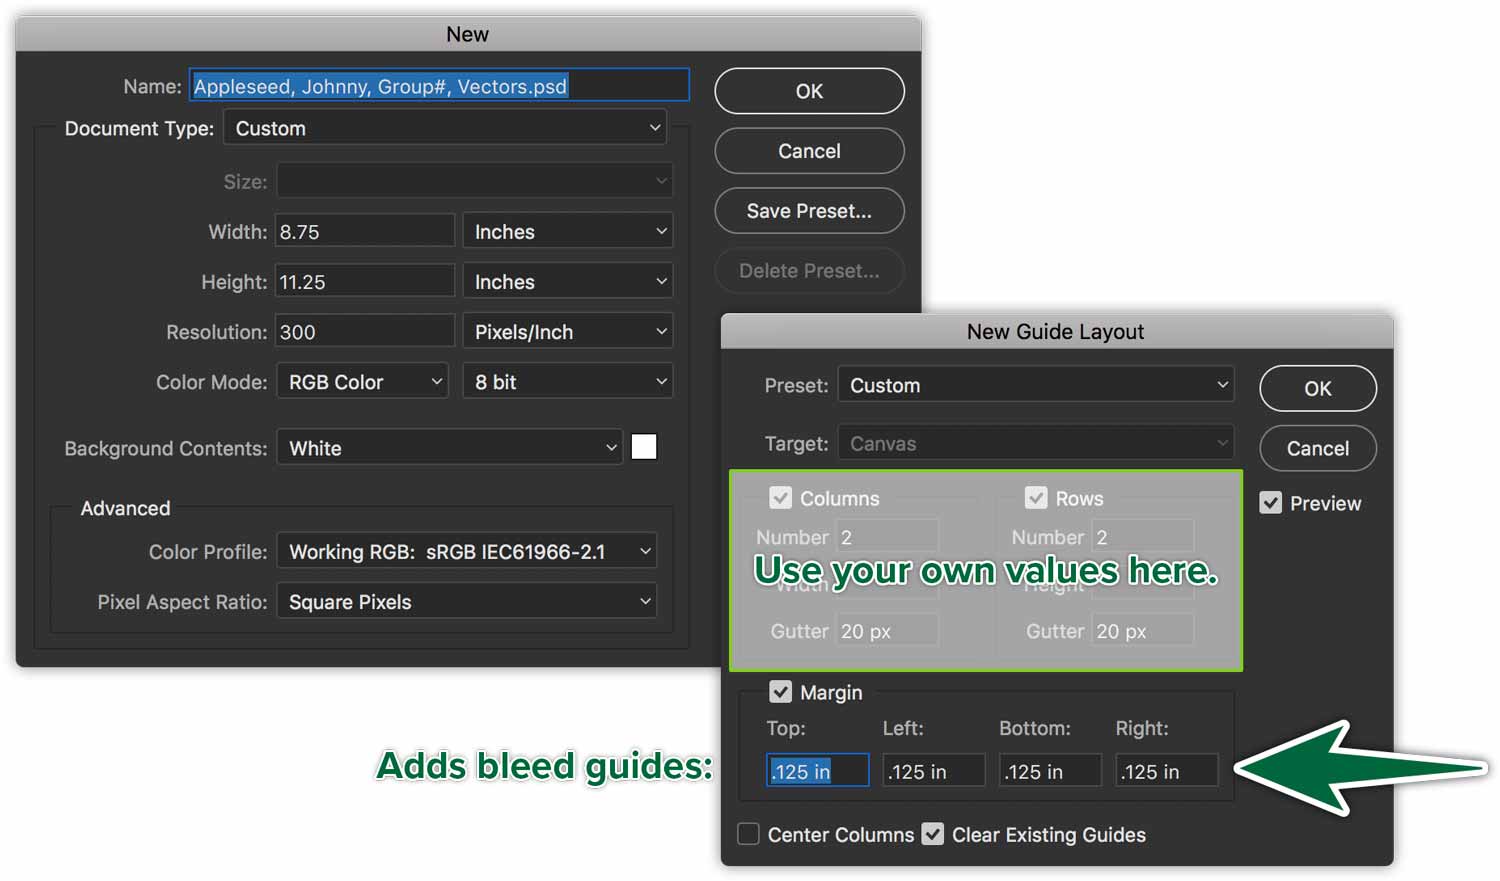 New
Name: Appleseed, Johnny, Group#, Vectors.psd
OK
Document Type: Custom
Cancel
Size:
Save Preset...
Width: 8.75 Inches
Delete Preset...
Height: 11.25 Inches
Resolution: 300 Pixels/Inch
Color Mode: RGB Color 8 bit
Background Contents: White
Advanced
Color Profile: Working RGB: sRGB IEC61966-2.1
Pixel Aspect Ratio: Square Pixels
New Guide Layout
Preset: Custom
OK
Target: Canvas
Cancel
Columns Rows
Preview
Number 2 Number 2
Use your own values here.
Width Height
Gutter 20 px Gutter 20 px
Margin
Top: Left: Bottom: Right:
Adds bleed guides:
.125 in .125 in .125 in .125 in
Center Columns Clear Existing Guides